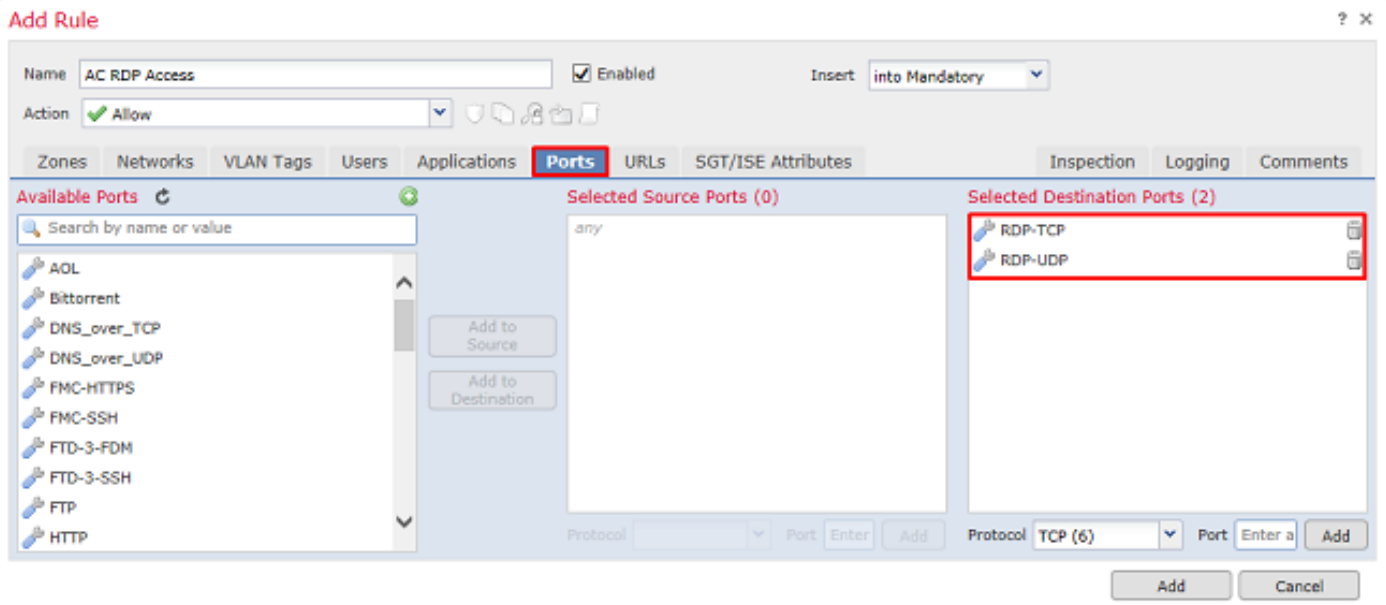 Add Rule ? ×
Name AC RDP Access Enabled Insert into Mandatory
Action Allow
Zones Networks VLAN Tags Users Applications Ports URLs SGT/ISE Attributes Inspection Logging Comments
Available Ports Selected Source Ports (0) Selected Destination Ports (2)
Search by name or value any RDP-TCP
RDP-UDP
AOL
Bittorrent
DNS_over_TCP
DNS_over_UDP
FMC-HTTPS
FMC-SSH
FTD-3-FDM
FTD-3-SSH
FTP
HTTP
Add to
Source
Add to
Destination
Protocol Port Enter Add Protocol TCP (6) Port Enter a Add
Add Cancel